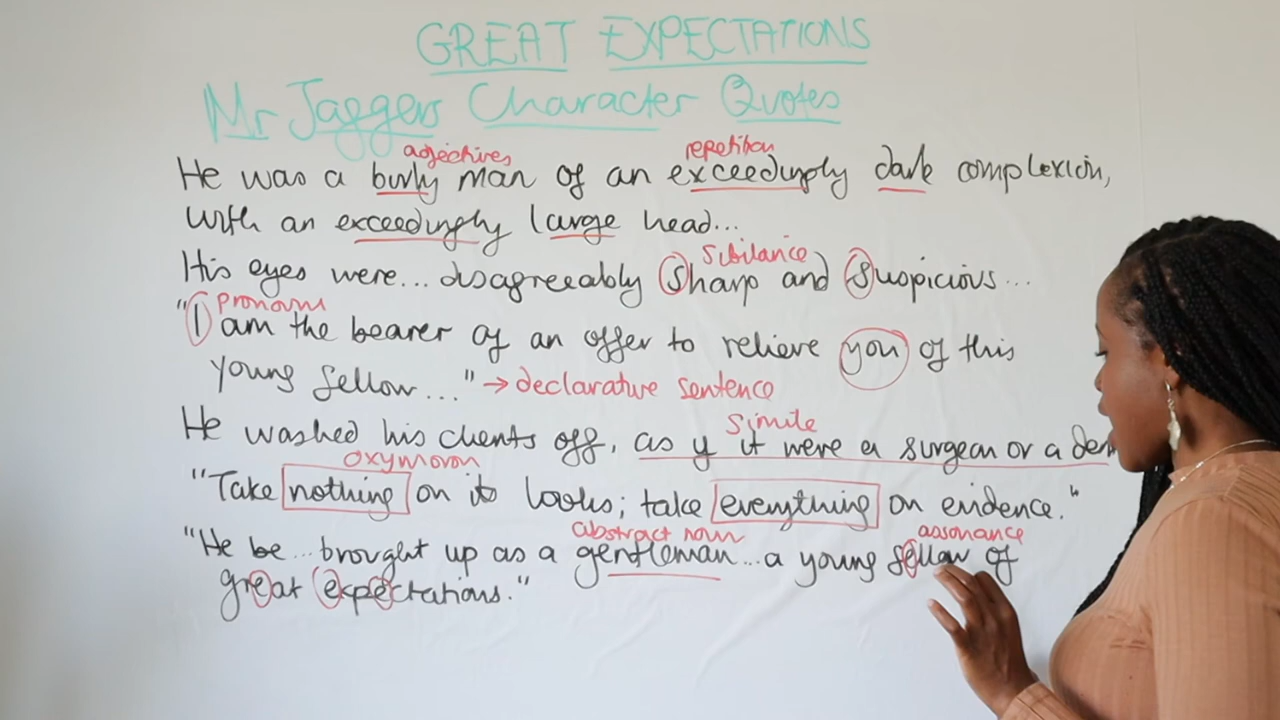 GREAT EXPECTATIONS
Mr Jaggers Character Quotes
adjectives repetition
He was a burly man of an exceedingly dark complexion,
with an exceedingly large head...
sibilance
His eyes were... disagreeably sharp and suspicious...
pronouns
"I am the bearer of an offer to relieve you of this
young fellow..." → declarative sentence
simile
He washed his clients off, as if it were a surgeon or a den
oxymoron
"Take nothing on its looks; take everything on evidence."
abstract noun assonance
"He be... brought up as a gentleman... a young fellow of
great expectations."